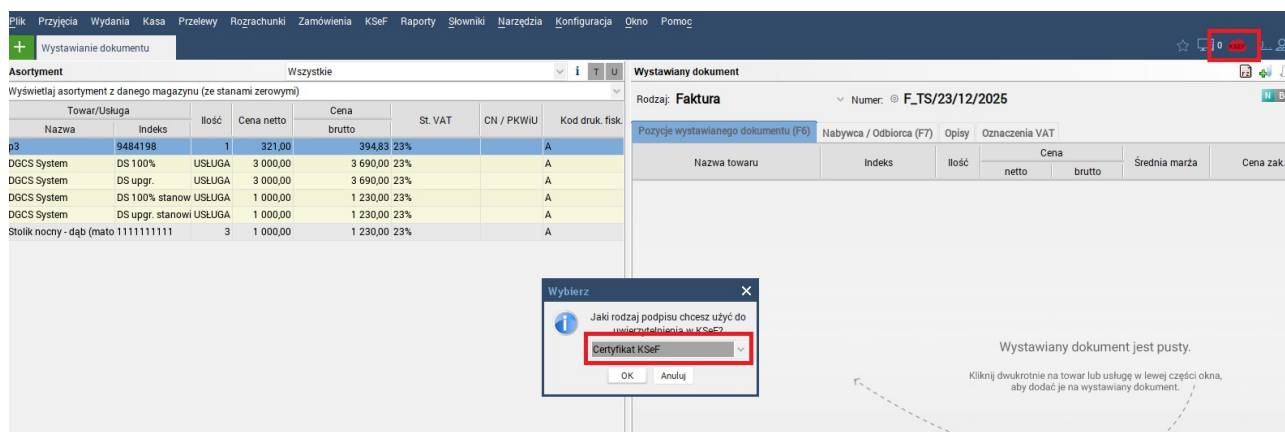 Plik Przyjęcia Wydania Kasa Przelewy Rozrachunki Zamówienia KSeF Raporty Słowniki Narzędzia Konfiguracja Okno Pomoc
+ Wystawianie dokumentu
0 KSEF
Asortyment Wszystkie i T U
Wyświetlaj asortyment z danego magazynu (ze stanami zerowymi)
Towar/Usługa Ilość Cena netto Cena St. VAT CN / PKWiU Kod druk. fisk.
Nazwa Indeks brutto
p3 9484198 1 321,00 394,83 23% A
DGCS System DS 100% USŁUGA 3 000,00 3 690,00 23% A
DGCS System DS upgr. USŁUGA 3 000,00 3 690,00 23% A
DGCS System DS 100% stanow USŁUGA 1 000,00 1 230,00 23% A
DGCS System DS upgr. stanowi USŁUGA 1 000,00 1 230,00 23% A
Stolik nocny - dąb (mato 1111111111 3 1 000,00 1 230,00 23% A
Wystawiany dokument
Rodzaj: Faktura Numer: F_TS/23/12/2025 N B
Pozycje wystawianego dokumentu (F6) Nabywca / Odbiorca (F7) Opisy Oznaczenia VAT
Nazwa towaru Indeks Ilość Cena Średnia marża Cena zak.
netto brutto
Wybierz
Jaki rodzaj podpisu chcesz użyć do
uwierzytelnienia w KSeF?
Certyfikat KSeF
OK Anuluj
Wystawiany dokument jest pusty.
Kliknij dwukrotnie na towar lub usługę w lewej części okna,
aby dodać je na wystawiany dokument.